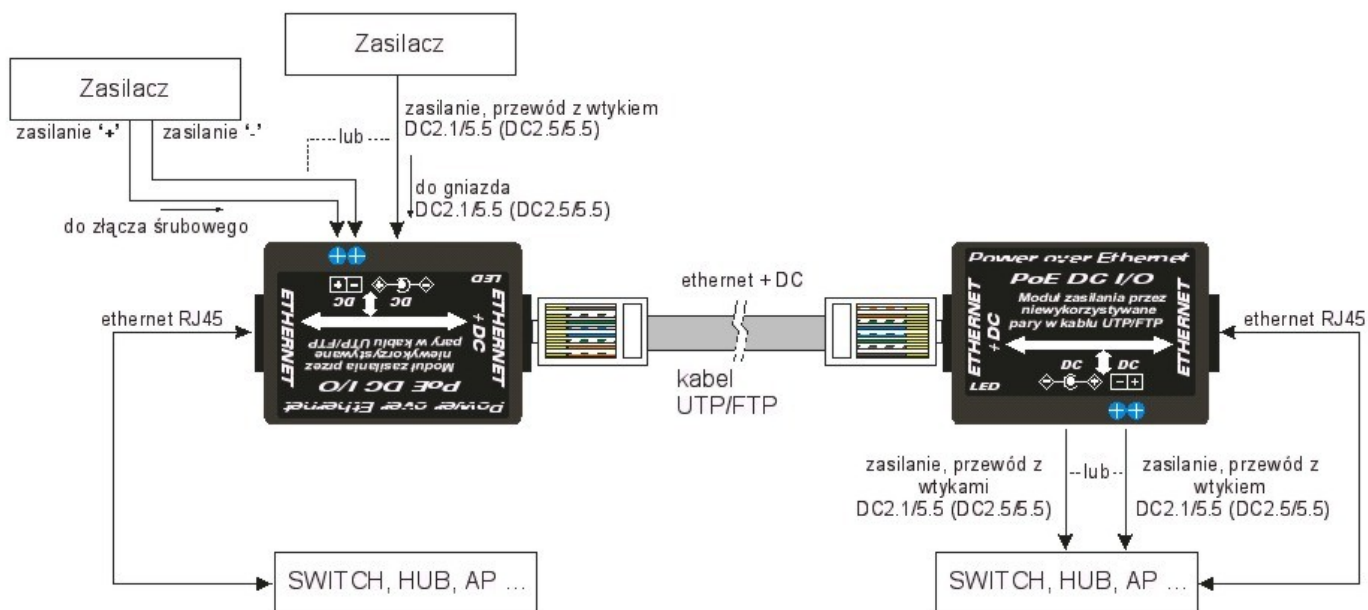 Zasilacz
Zasilacz
zasilanie '+'
zasilanie '-'
lub
zasilanie, przewód z wtykiem
DC2.1/5.5 (DC2.5/5.5)
do gniazda
DC2.1/5.5 (DC2.5/5.5)
do złącza śrubowego
ethernet RJ45
LED
DC
DC
ETHERNET
ETHERNET
+ DC
Moduł zasilania przez
niewykorzystywane
pary w kablu UTP/FTP
PoE DC I/O
Power over Ethernet
ethernet + DC
kabel
UTP/FTP
Power over Ethernet
PoE DC I/O
Moduł zasilania przez
niewykorzystywane
pary w kablu UTP/FTP
ETHERNET
+ DC
ETHERNET
DC
DC
LED
ethernet RJ45
zasilanie, przewód z
wtykami
DC2.1/5.5 (DC2.5/5.5)
lub
zasilanie, przewód z
wtykiem
DC2.1/5.5 (DC2.5/5.5)
SWITCH, HUB, AP ...
SWITCH, HUB, AP ...